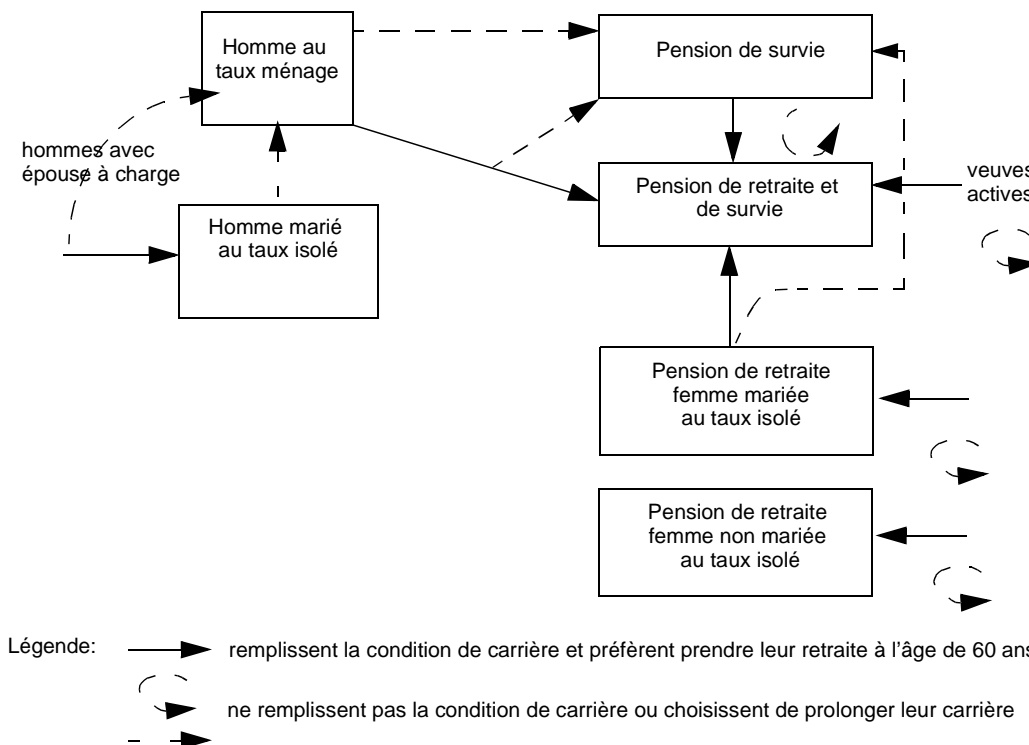 Homme au
taux ménage
Pension de survie
hommes avec
épouse à charge
Pension de retraite et
de survie
veuves
actives
Homme marié
au taux isolé
Pension de retraite
femme mariée
au taux isolé
Pension de retraite
femme non mariée
au taux isolé
Légende:
remplissent la condition de carrière et préfèrent prendre leur retraite à l'âge de 60 ans
ne remplissent pas la condition de carrière ou choisissent de prolonger leur carrière